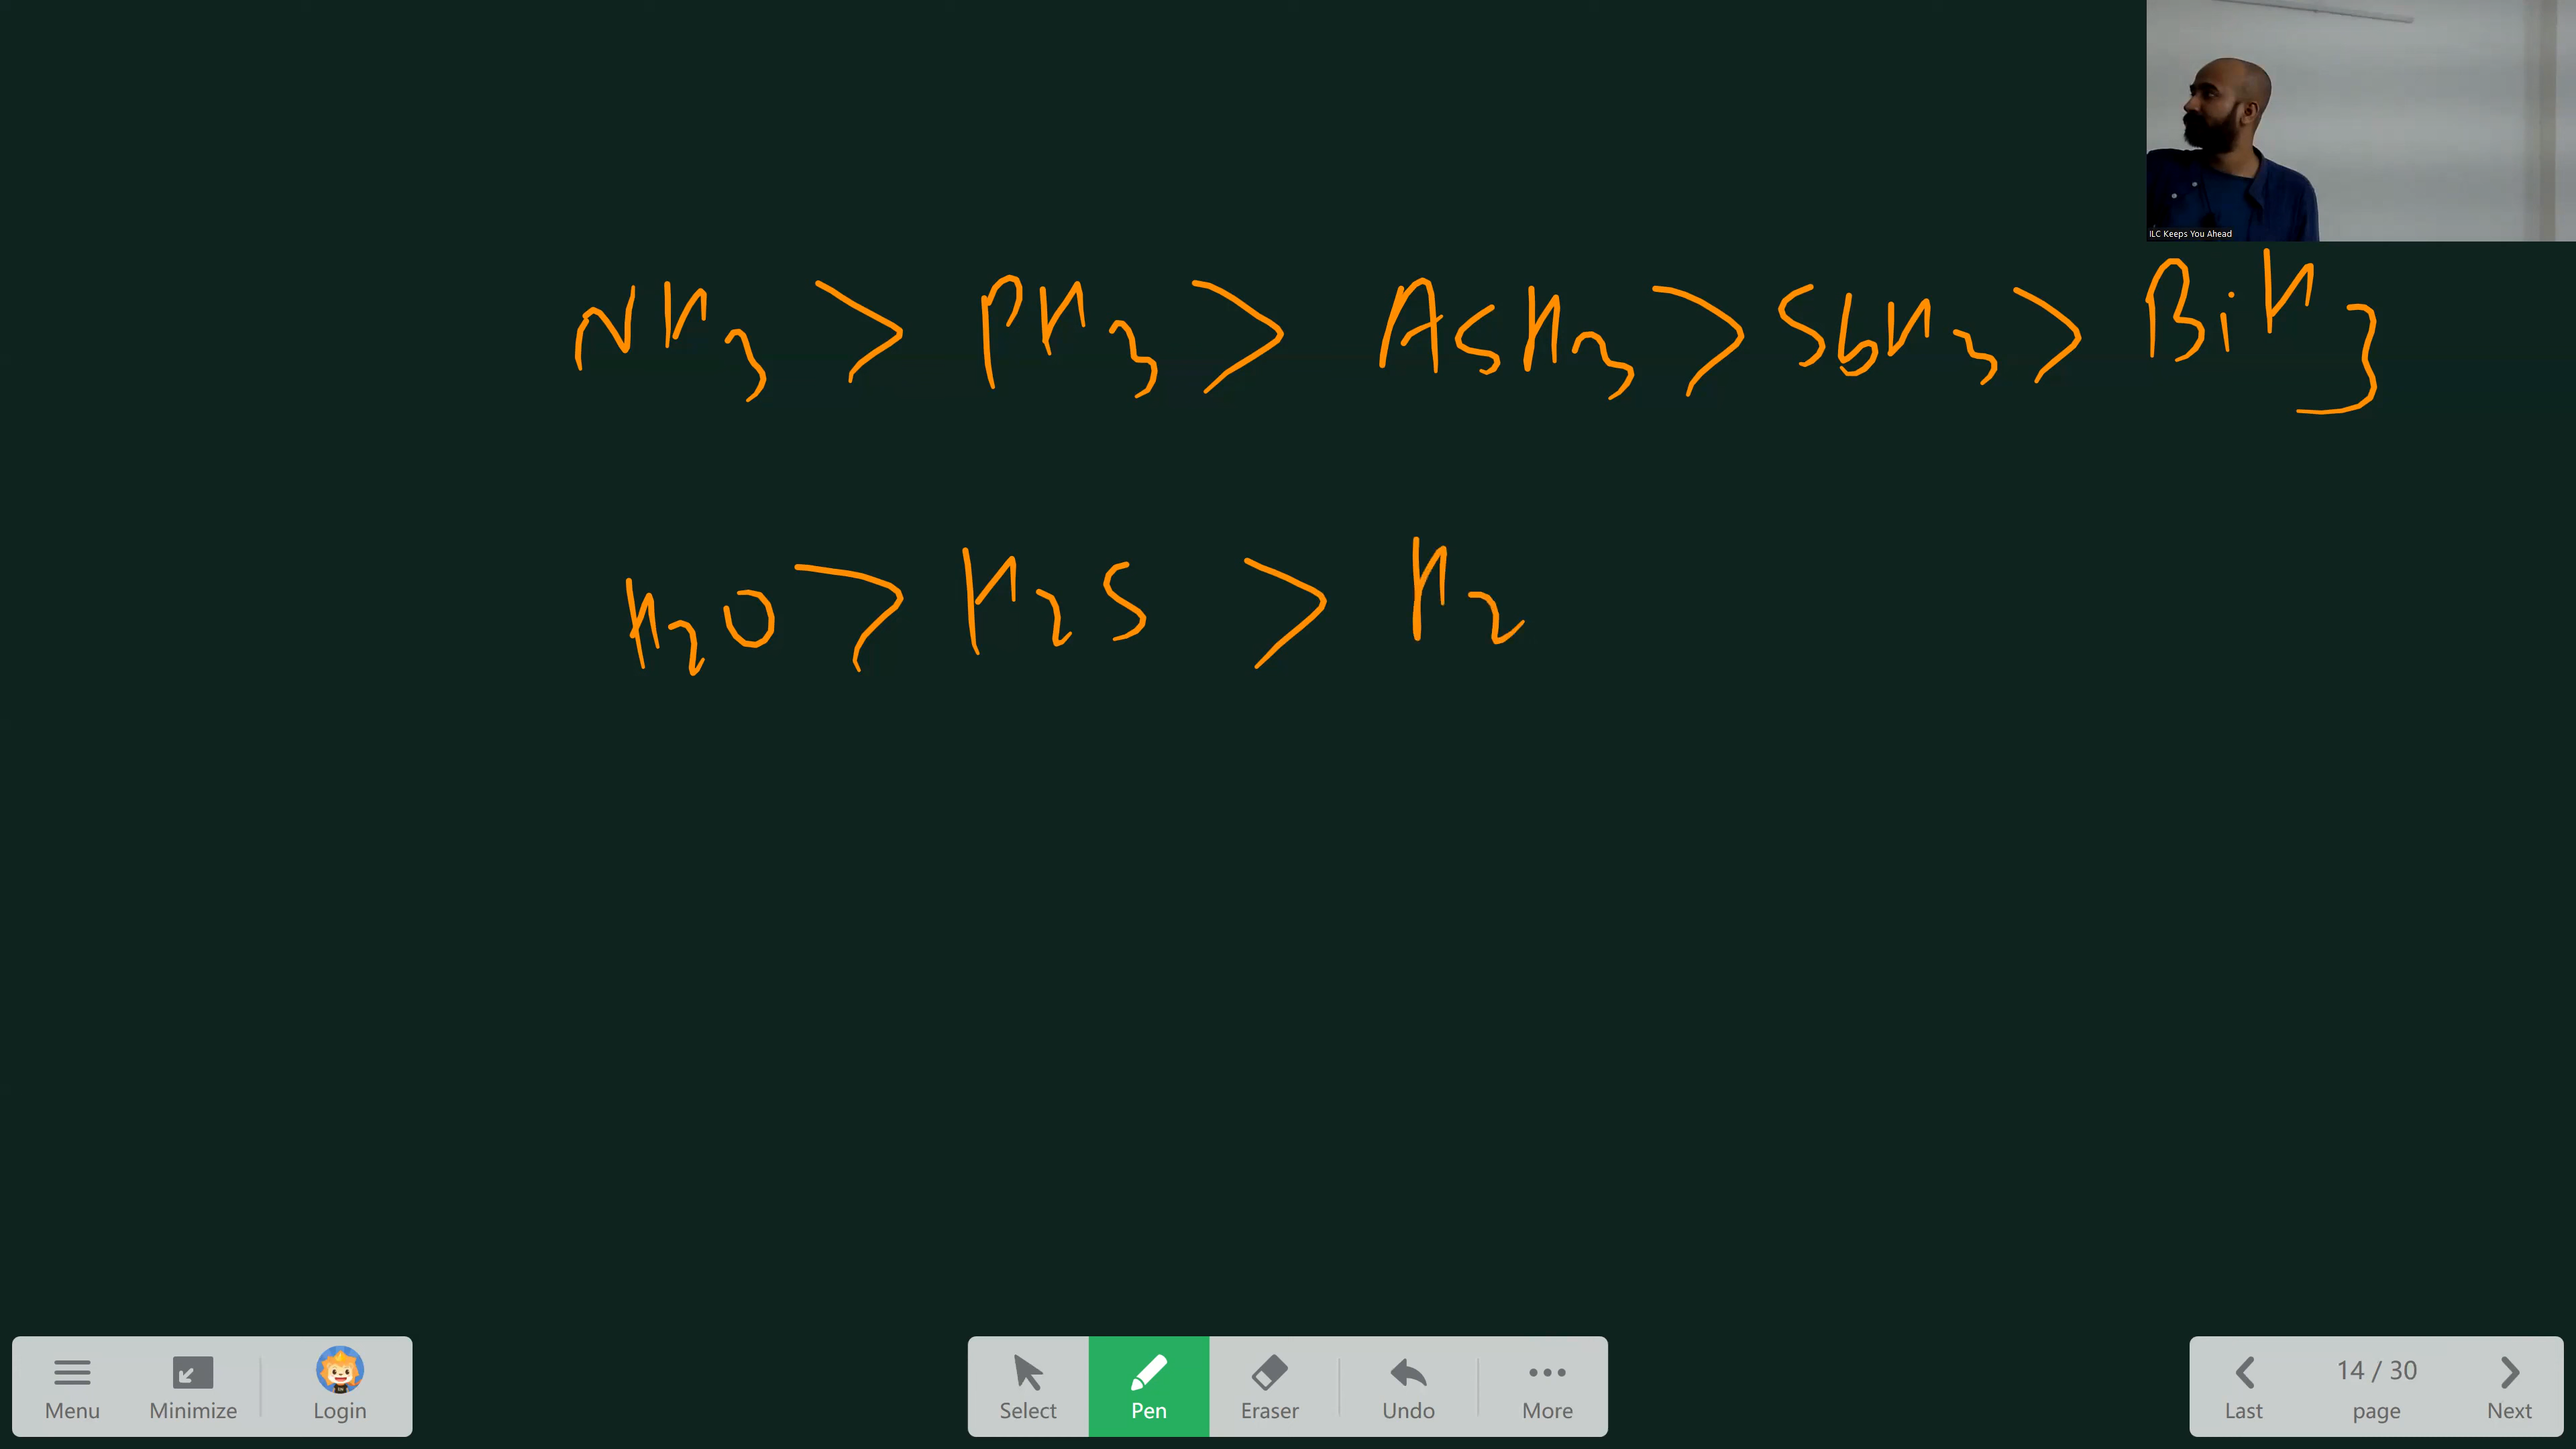 ILC Keeps You Ahead
NH3 > PH3 > AsH3 > SbH3 > BiH3
H2O > H2S > H2
Menu Minimize Login Select Pen Eraser Undo More Last 14 / 30 page Next